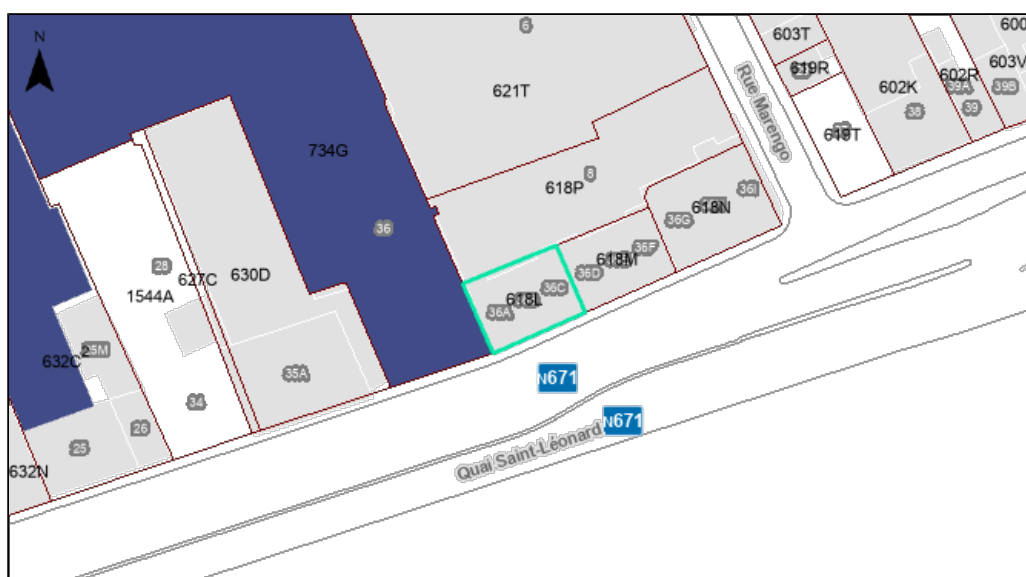 N
6
603T
600
619R
602R
603V
39A
39B
602K
39
38
619T
621T
Rue Marengo
734G
8
618P
36I
618N
36G
36
36F
618M
36D
28
627C
630D
1544A
36C
618L
36A
25M
632C
35A
N671
34
26
N671
25
Quai Saint-Léonard
632N